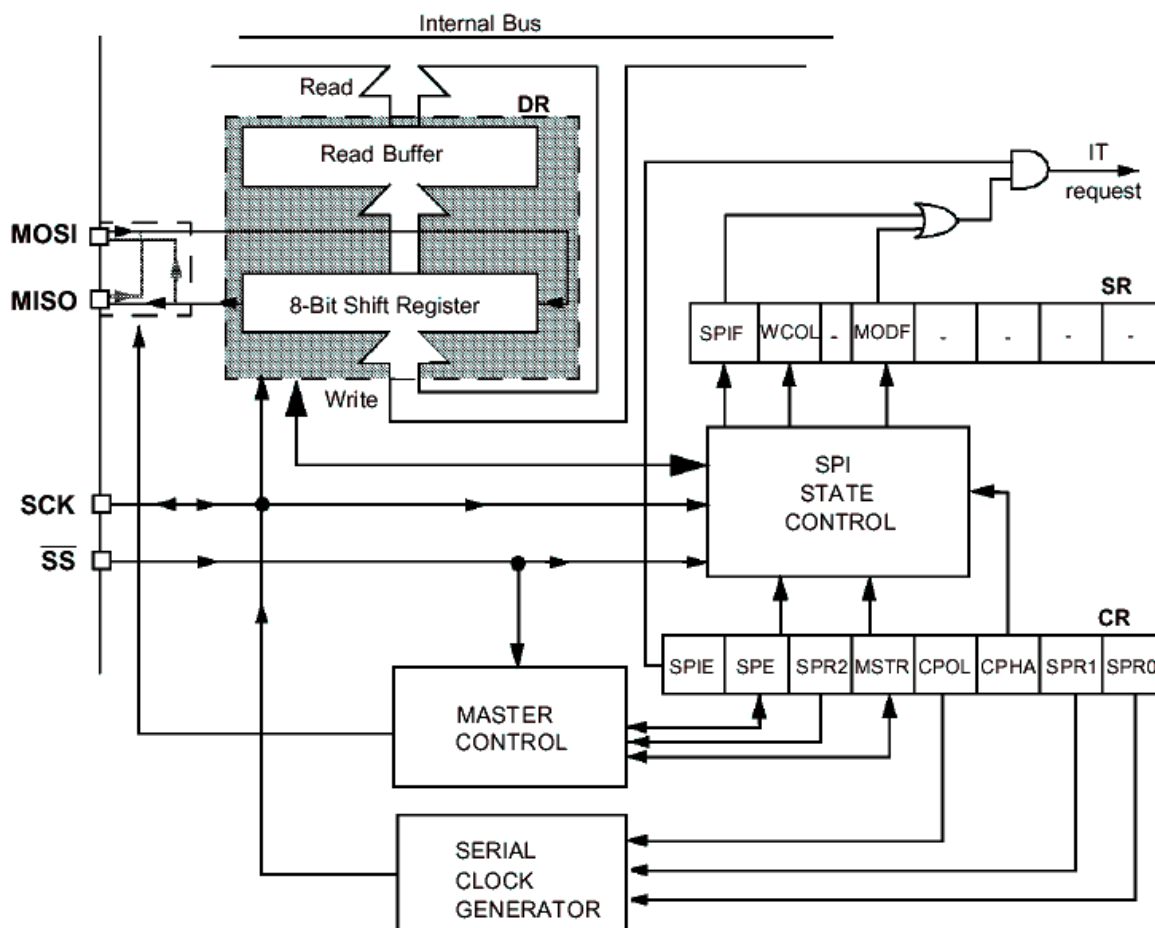 Internal Bus
Read
DR
Read Buffer
IT
request
MOSI
MISO
8-Bit Shift Register
SR
SPIF WCOL - MODF - - - -
Write
SPI
STATE
CONTROL
SCK
SS
CR
SPIE SPE SPR2 MSTR CPOL CPHA SPR1 SPR0
MASTER
CONTROL
SERIAL
CLOCK
GENERATOR